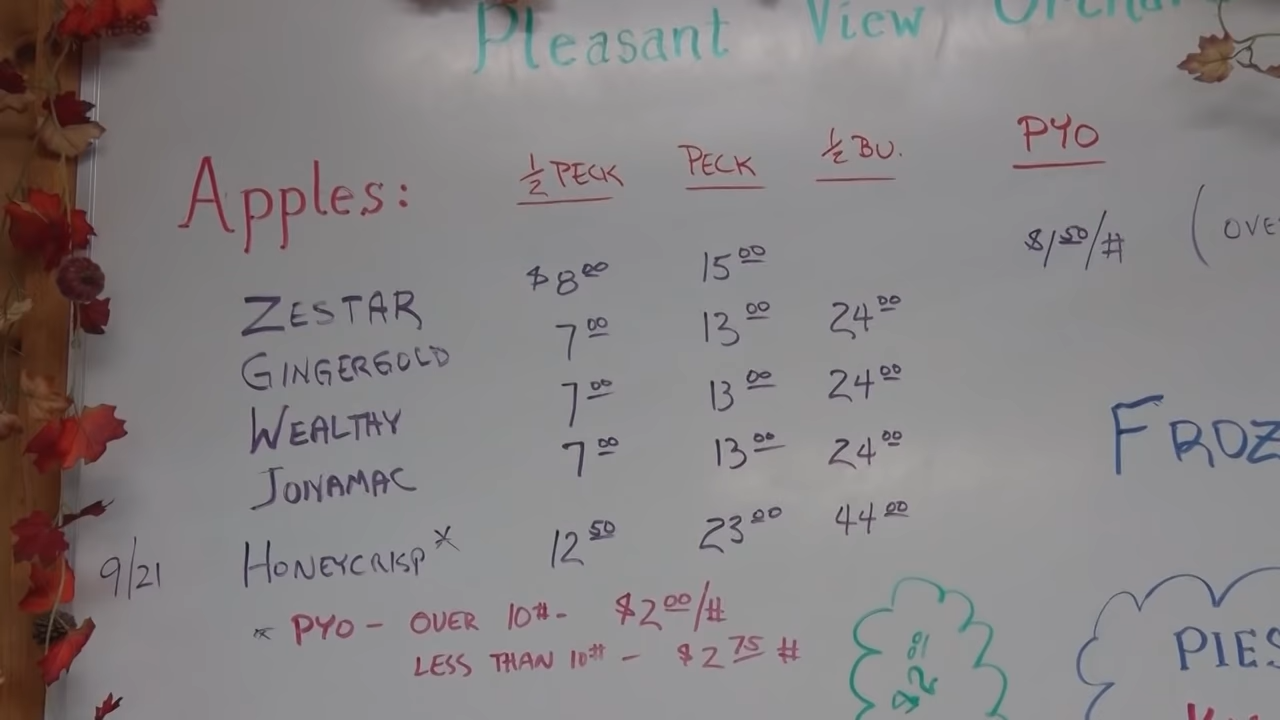 Pleasant View
Apples: ½ PECK PECK ½ BU. PYO
ZESTAR $8.00 15.00 $1.50/#
GINGERGOLD 7.00 13.00 24.00
WEALTHY 7.00 13.00 24.00
JONAMAC 7.00 13.00 24.00
9/21 HONEYCRISP* 12.50 23.00 44.00
* PYO - OVER 10# - $2.00/#
LESS THAN 10# - $2.75 #
FROZ
PIES